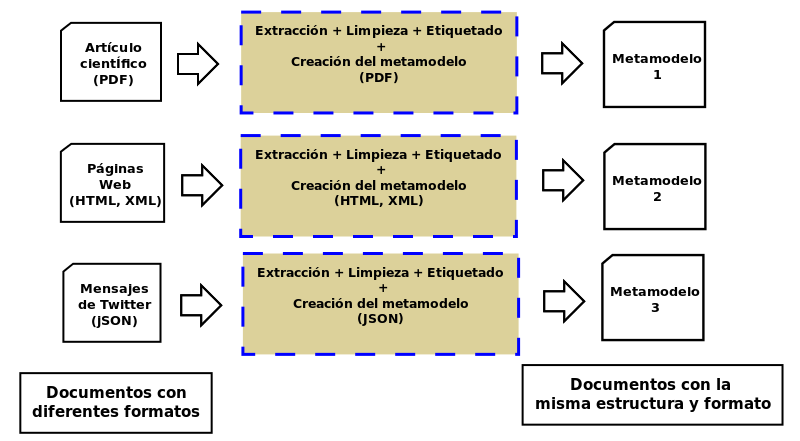 Artículo
cientifico
(PDF)
Extracción + Limpieza + Etiquetado
+
Creación del metamodelo
(PDF)
Metamodelo
1
Páginas
Web
(HTML, XML)
Extracción + Limpieza + Etiquetado
+
Creación del metamodelo
(HTML, XML)
Metamodelo
2
Mensajes
de Twitter
(JSON)
Extracción + Limpieza + Etiquetado
+
Creación del metamodelo
(JSON)
Metamodelo
3
Documentos con
diferentes formatos
Documentos con la
misma estructura y formato